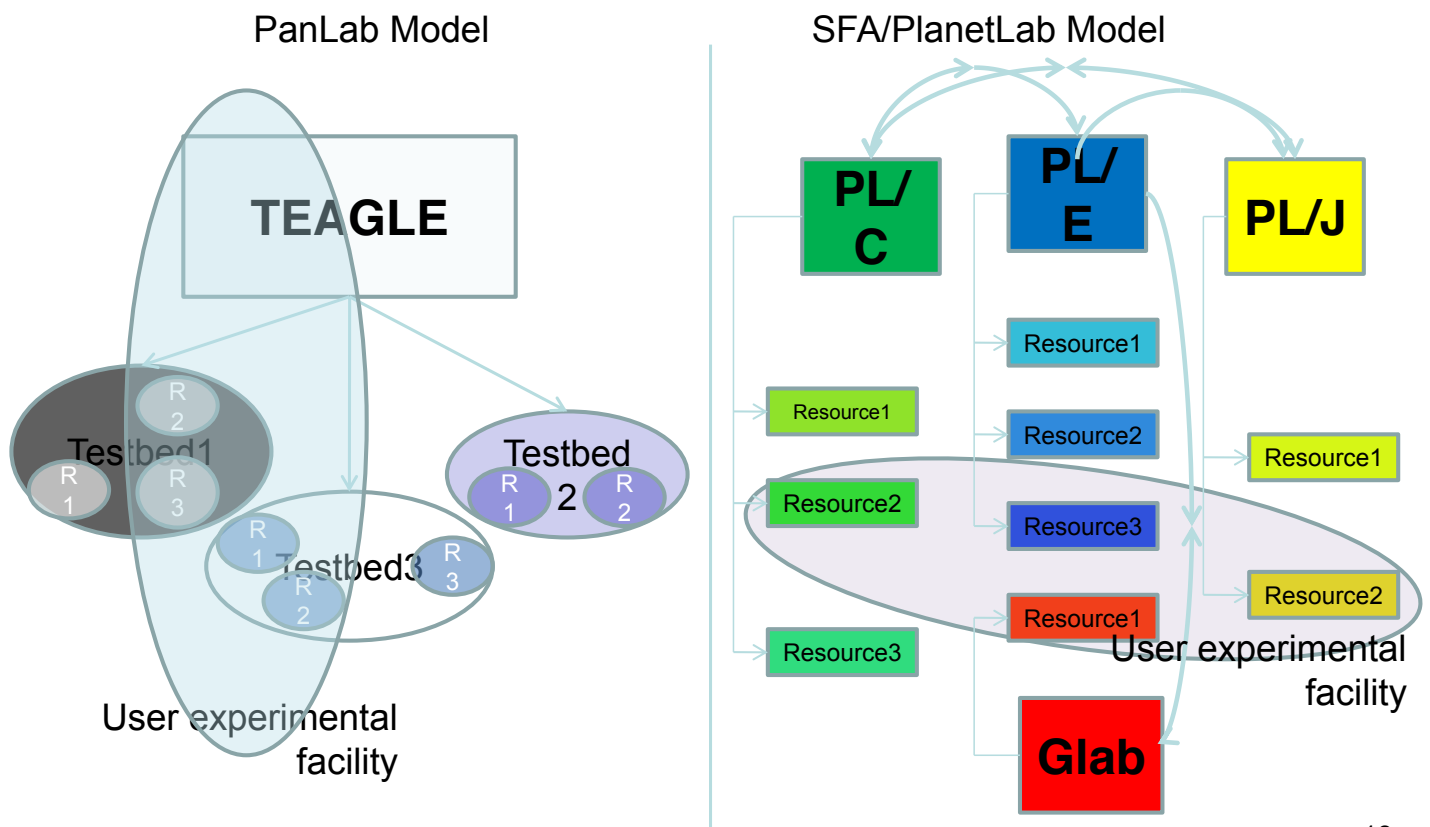 PanLab Model
TEAGLE
R
2
Testbed1
R
1
R
3
Testbed
2
R
1
R
2
R
1
Testbed3
R
3
R
2
User experimental
facility
SFA/PlanetLab Model
PL/
C
PL/
E
PL/J
Resource1
Resource2
Resource3
Resource1
Resource2
Resource3
Resource1
Resource2
Resource1
Glab
User experimental
facility